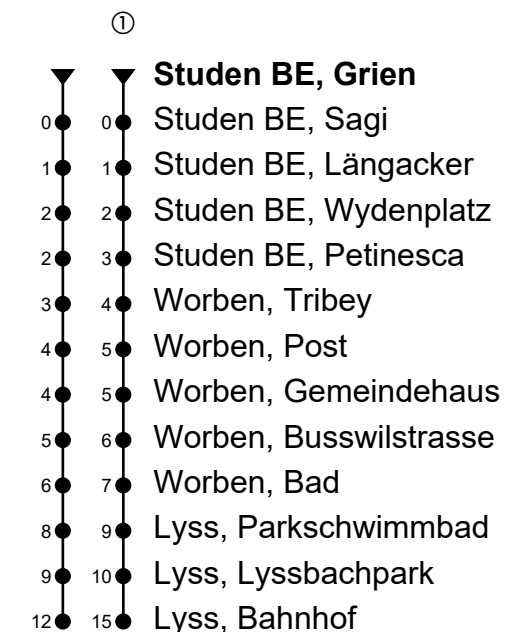 ①
Studen BE, Grien
0 0 Studen BE, Sagi
1 1 Studen BE, Längacker
2 2 Studen BE, Wydenplatz
2 3 Studen BE, Petinesca
3 4 Worben, Tribey
4 5 Worben, Post
4 5 Worben, Gemeindehaus
5 6 Worben, Busswilstrasse
6 7 Worben, Bad
8 9 Lyss, Parkschwimmbad
9 10 Lyss, Lyssbachpark
12 15 Lyss, Bahnhof